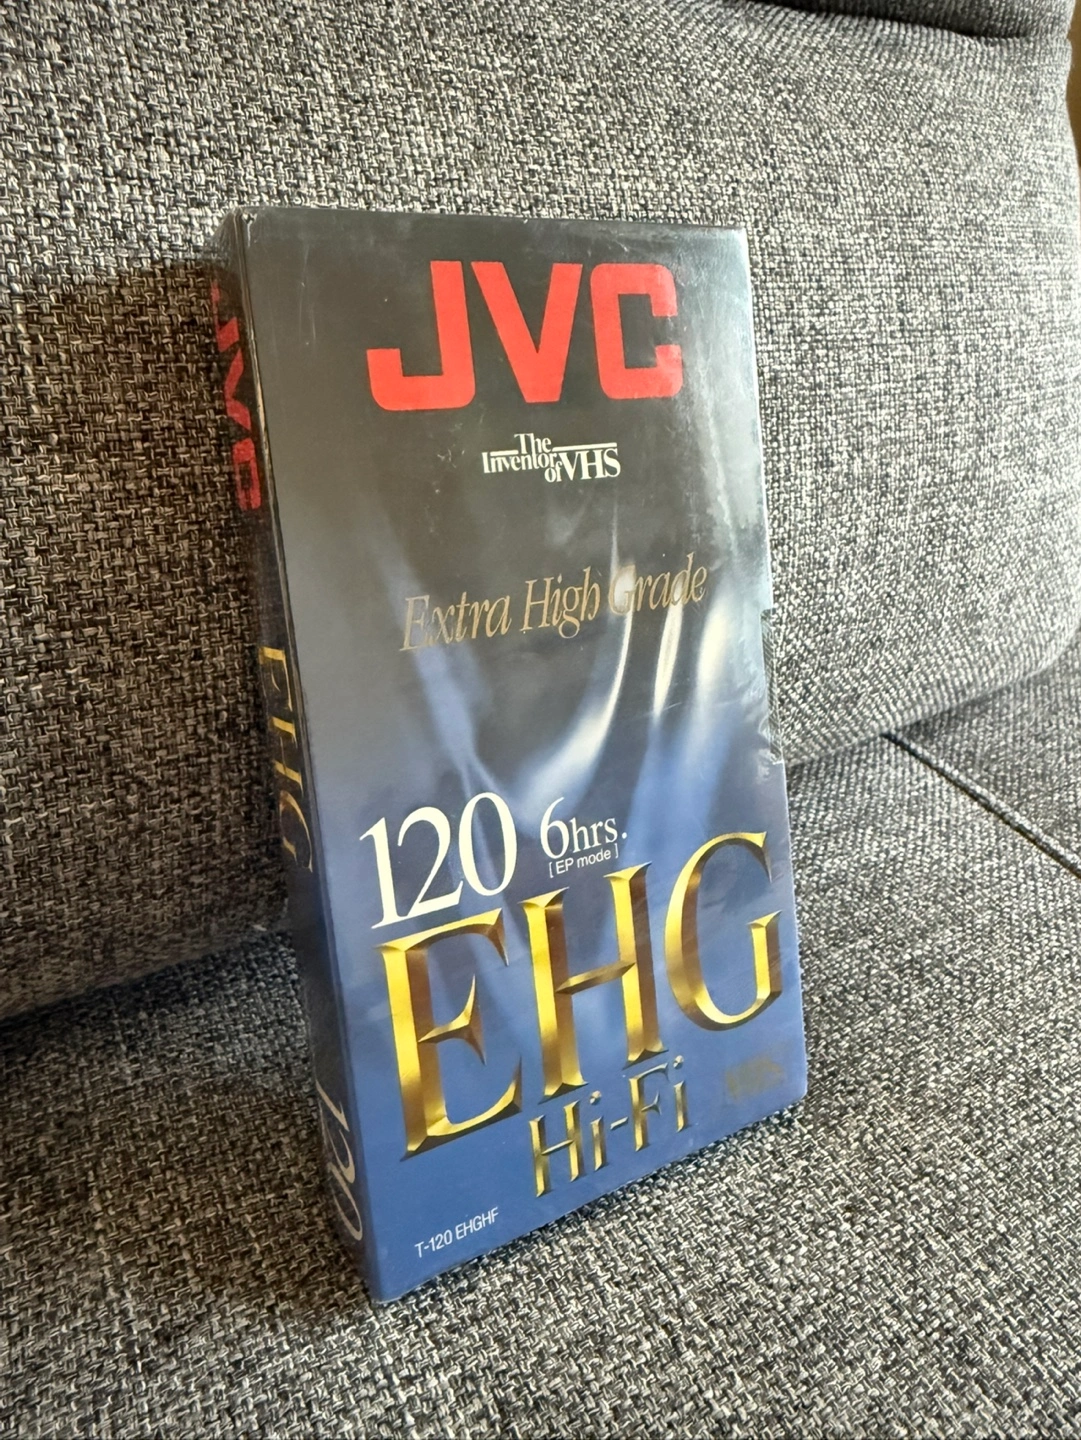 JVC
The
Inventor
of VHS
Extra High Grade
120 6hrs.
[ EP mode ]
EHG
Hi-Fi
VHS
T-120 EHGHF
JVC
EHG
120